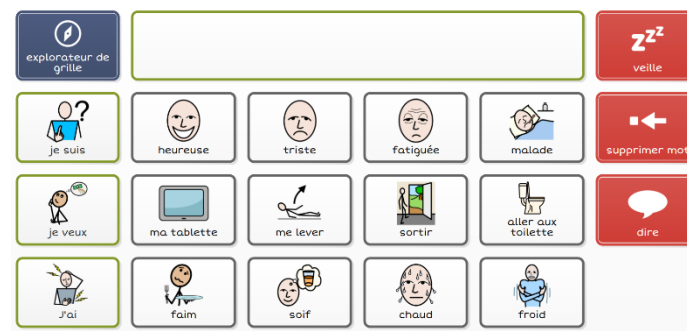 explorateur de
grille
zzz
veille
je suis
?
heureuse
triste
fatiguée
malade
supprimer mot
je veux
ma tablette
me lever
sortir
aller aux
toilette
dire
J'ai
faim
soif
chaud
froid